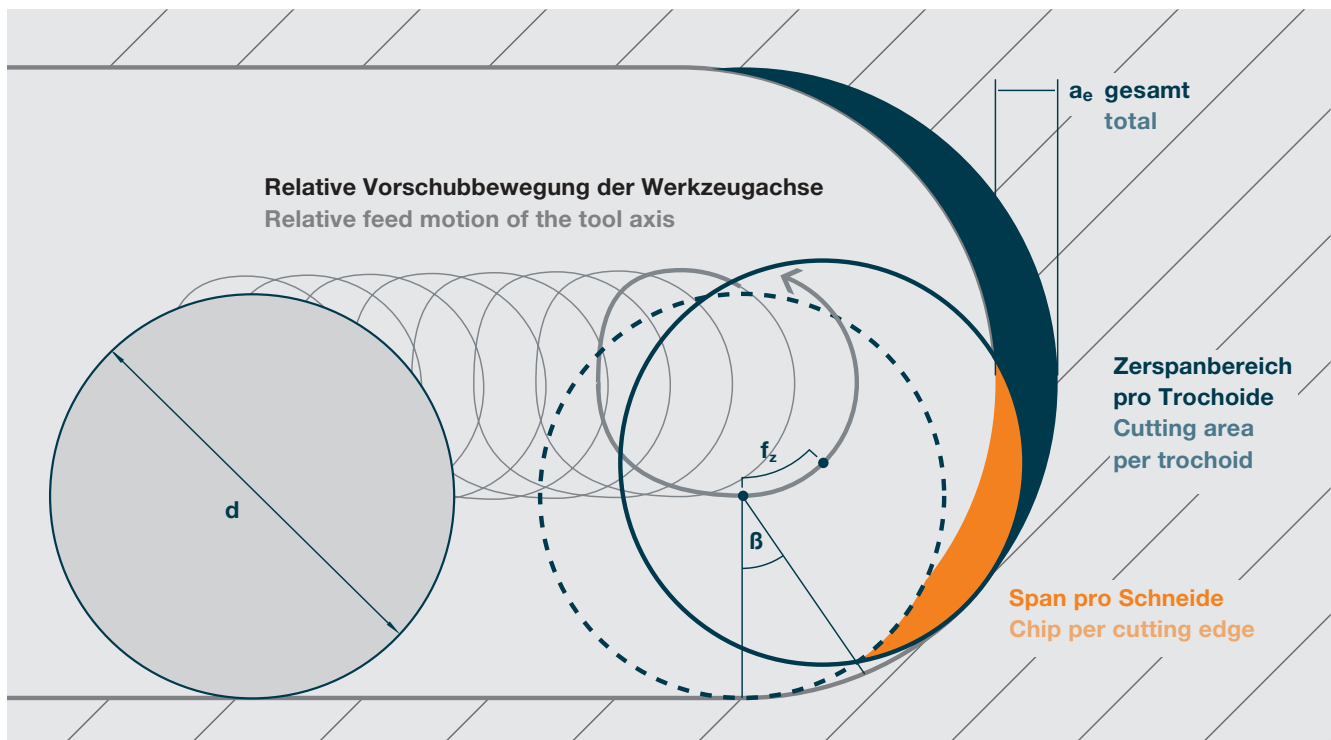 aₑ gesamt
total
Relative Vorschubbewegung der Werkzeugachse
Relative feed motion of the tool axis
Zerspanbereich
pro Trochoide
Cutting area
per trochoid
f_z
d
ß
Span pro Schneide
Chip per cutting edge